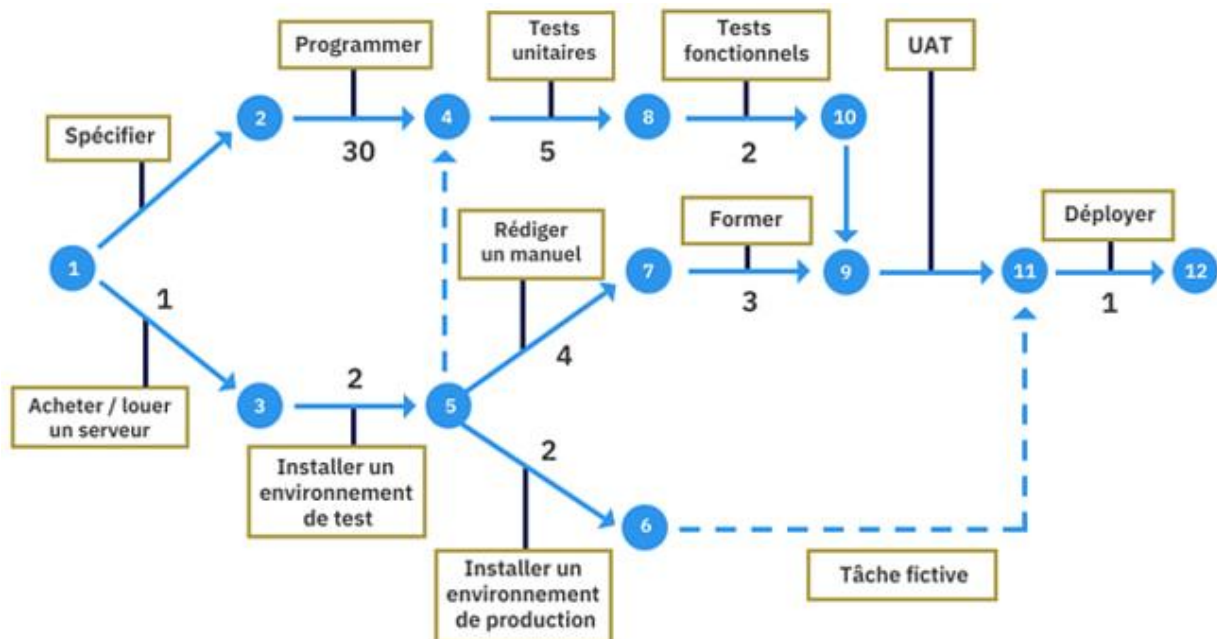 Programmer
Tests
unitaires
Tests
fonctionnels
UAT
Spécifier
2
4
8
10
30
5
2
Rédiger
un manuel
Former
Déployer
1
7
9
11
12
1
3
1
4
Acheter / louer
un serveur
3
2
5
2
Installer un
environnement
de test
6
Installer un
environnement
de production
Tâche fictive